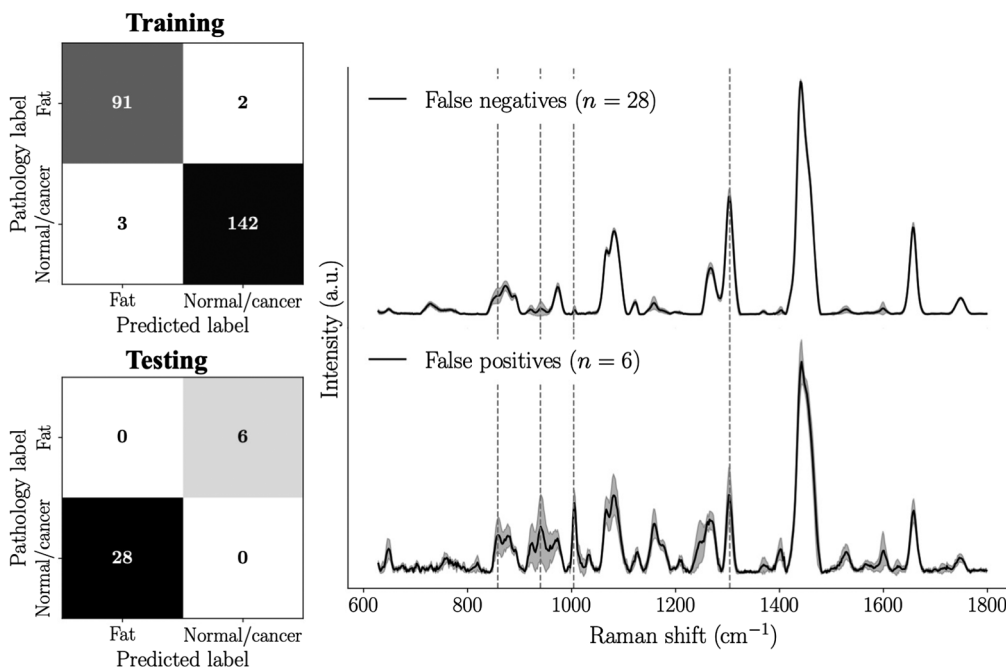 Training
Pathology label
Fat
Normal/cancer
91
2
3
142
Fat
Normal/cancer
Predicted label
Testing
Pathology label
Fat
Normal/cancer
0
6
28
0
Fat
Normal/cancer
Predicted label
Intensity (a.u.)
False negatives (n = 28)
False positives (n = 6)
600
800
1000
1200
1400
1600
1800
Raman shift (cm⁻¹)